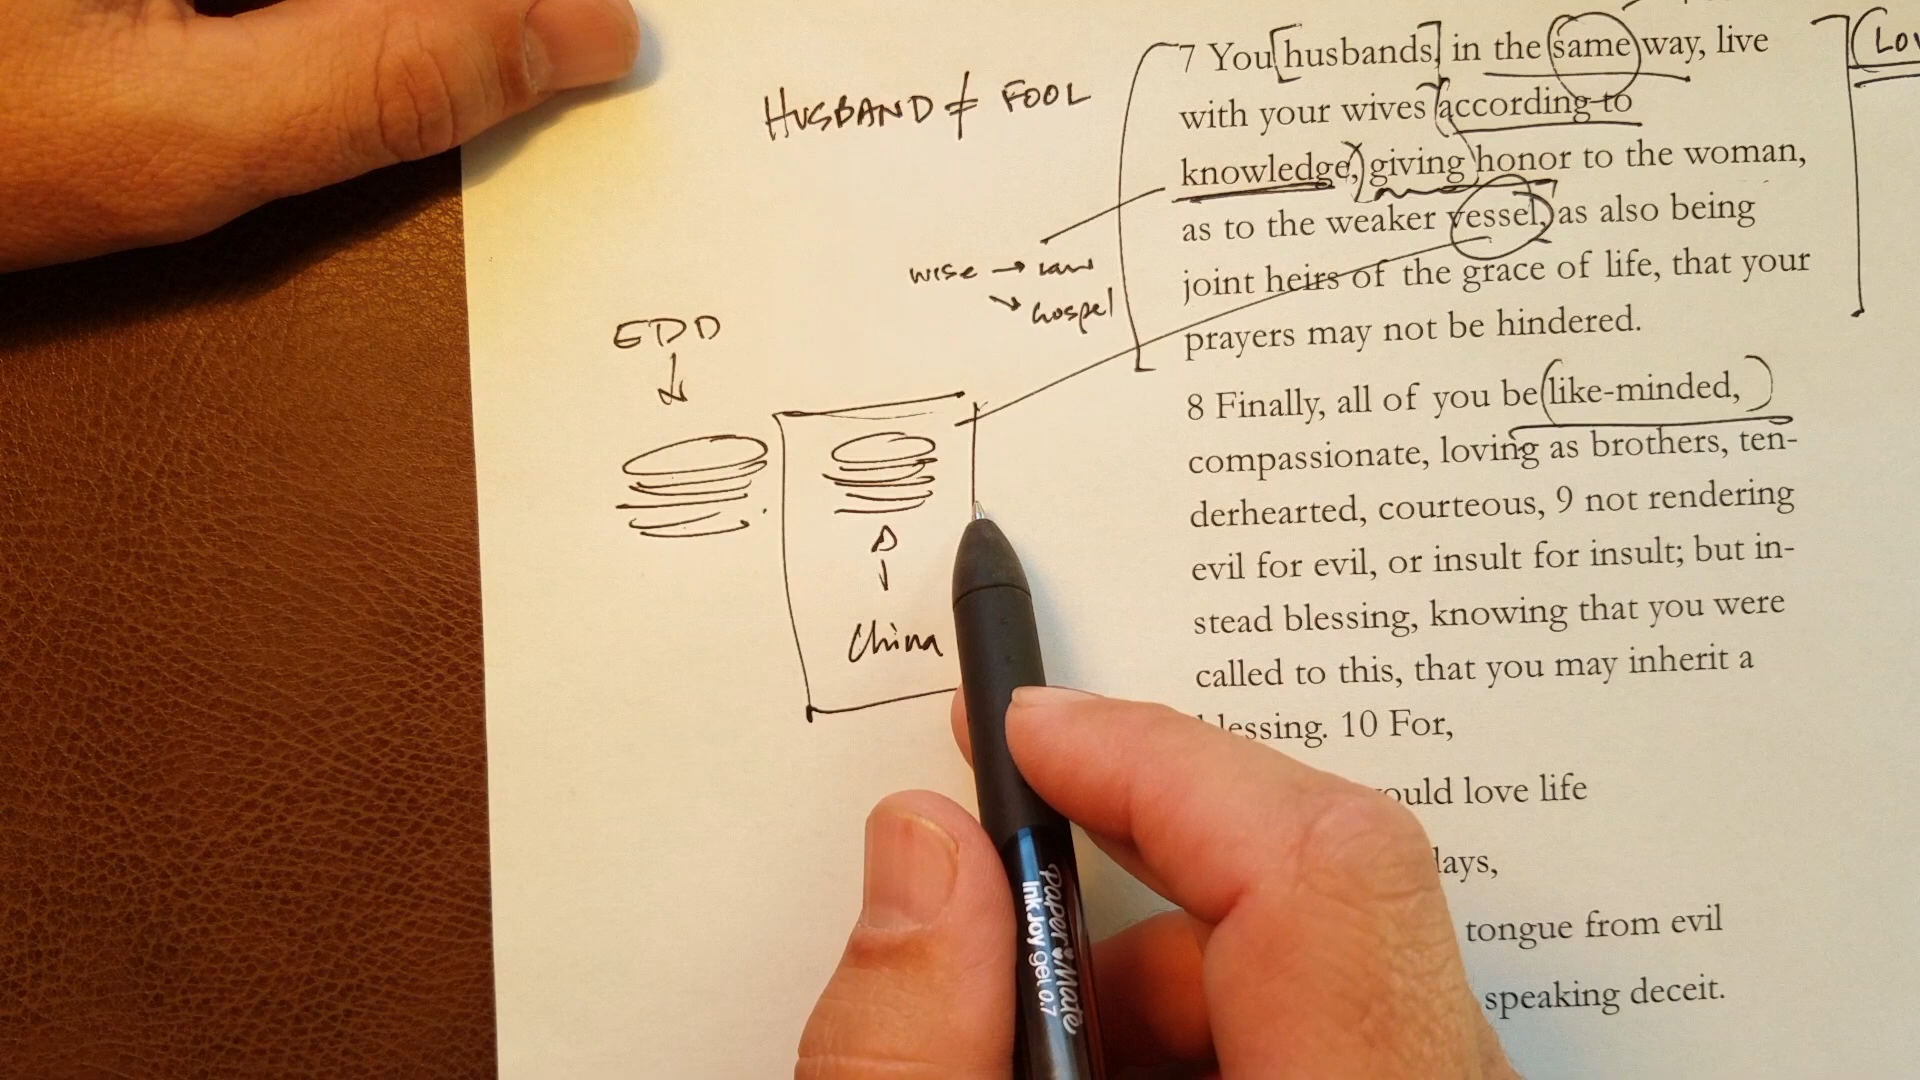 HUSBAND ≠ FOOL
wise → law
↘ Gospel
EDD
China
7 You [husbands] in the same way, live
with your wives according to
knowledge, giving honor to the woman,
as to the weaker vessel, as also being
joint heirs of the grace of life, that your
prayers may not be hindered.
8 Finally, all of you be like-minded,
compassionate, loving as brothers, ten-
derhearted, courteous, 9 not rendering
evil for evil, or insult for insult; but in-
stead blessing, knowing that you were
called to this, that you may inherit a
lessing. 10 For,
ould love life
days,
tongue from evil
speaking deceit.
Paper Mate
InkJoy gel 0.7